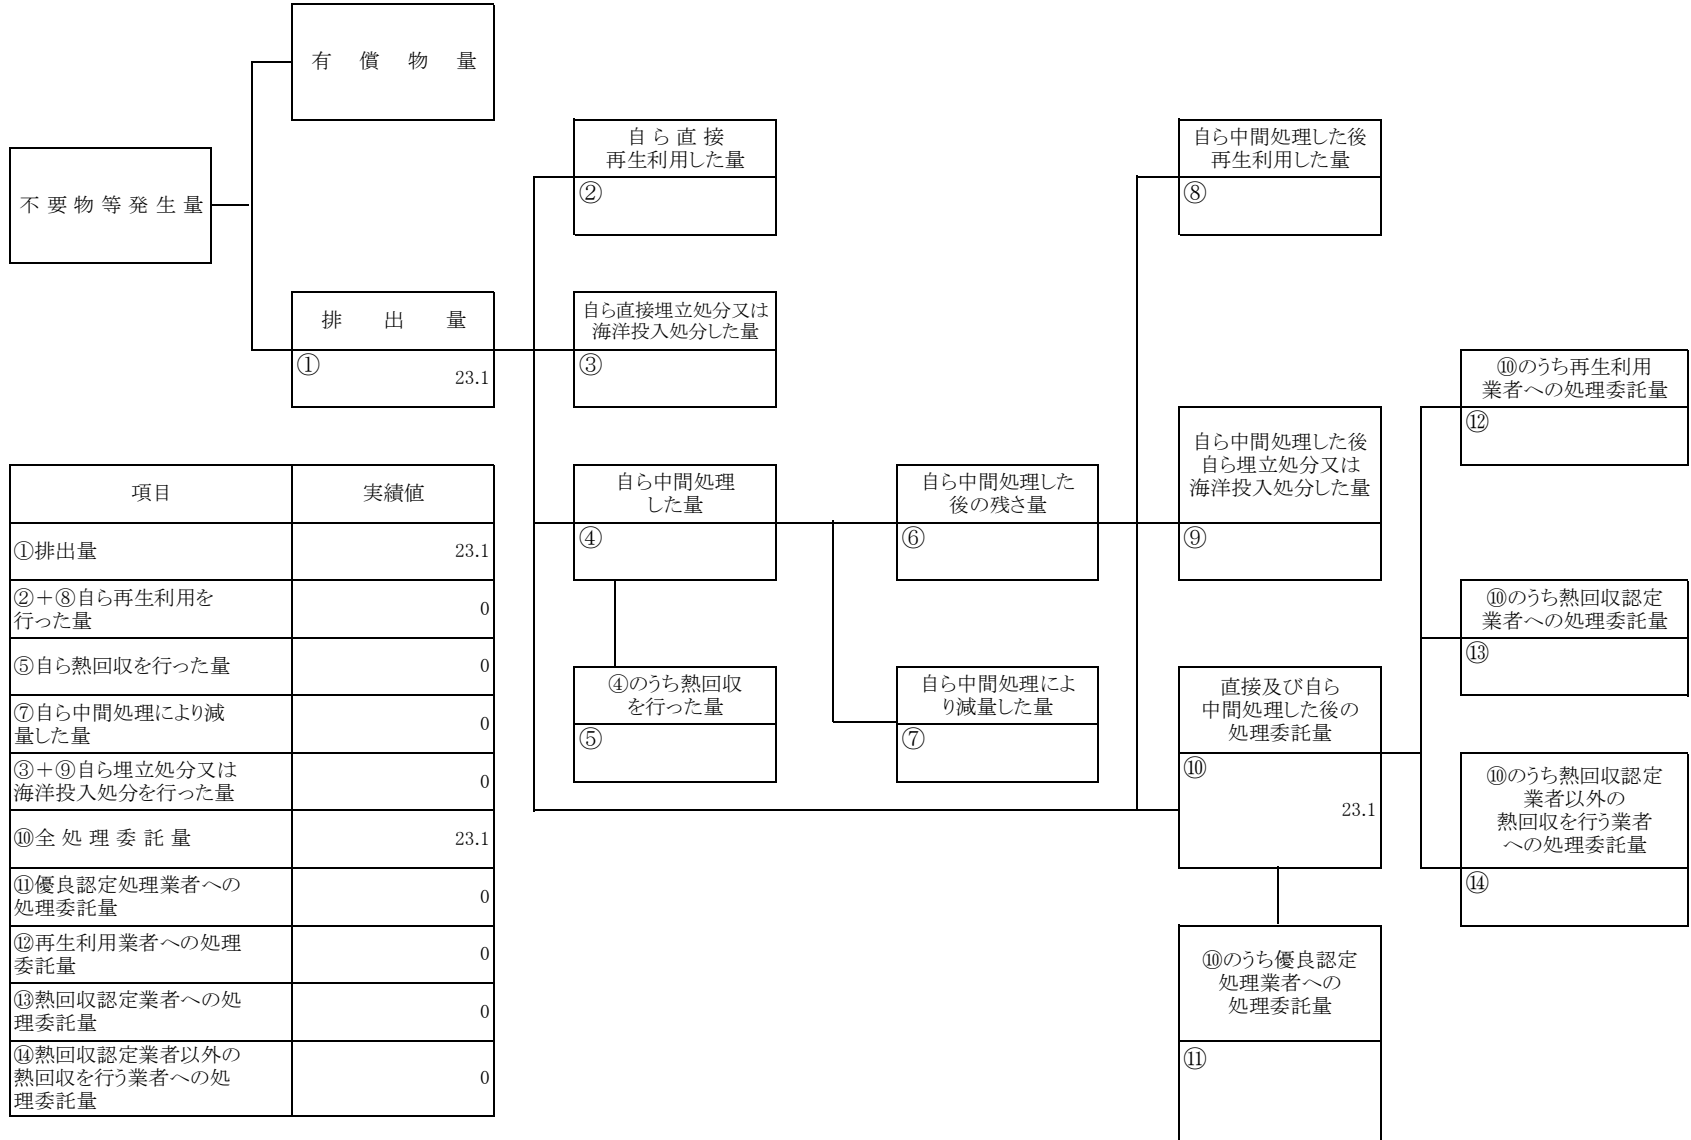 有償物量
自ら直接
再生利用した量
②
自ら中間処理した後
再生利用した量
⑧
不要物等発生量
排出量
①
23.1
自ら直接埋立処分又は
海洋投入処分した量
③
⑩のうち再生利用
業者への処理委託量
⑫
自ら中間処理した後
自ら埋立処分又は
海洋投入処分した量
⑨
自ら中間処理
した量
④
自ら中間処理した
後の残さ量
⑥
⑩のうち熱回収認定
業者への処理委託量
⑬
④のうち熱回収
を行った量
⑤
自ら中間処理によ
り減量した量
⑦
直接及び自ら
中間処理した後の
処理委託量
⑩
23.1
⑩のうち熱回収認定
業者以外の
熱回収を行う業者
への処理委託量
⑭
⑩のうち優良認定
処理業者への
処理委託量
⑪
項目 実績値
①排出量 23.1
②+⑧自ら再生利用を
行った量 0
⑤自ら熱回収を行った量 0
⑦自ら中間処理により減
量した量 0
③+⑨自ら埋立処分又は
海洋投入処分を行った量 0
⑩全処理委託量 23.1
⑪優良認定処理業者への
処理委託量 0
⑫再生利用業者への処理
委託量 0
⑬熱回収認定業者への処
理委託量 0
⑭熱回収認定業者以外の
熱回収を行う業者への処
理委託量 0